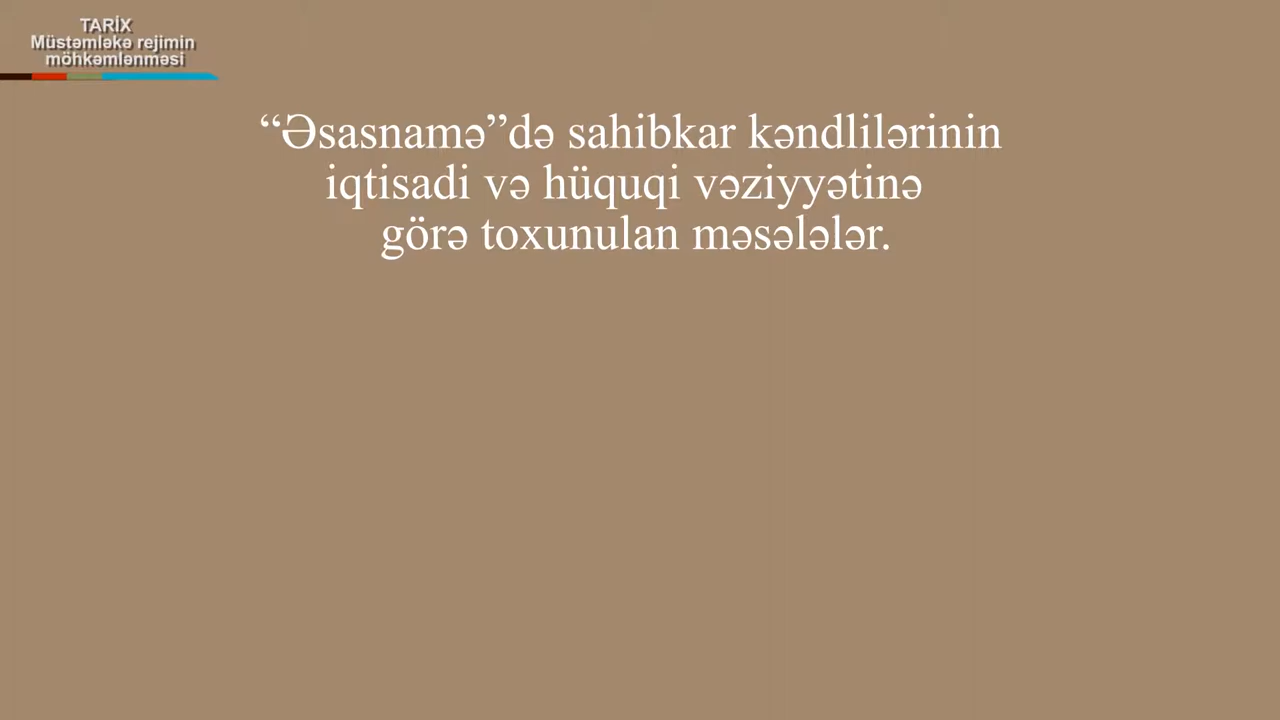 TARİX
Müstəmləkə rejimin
möhkəmlənməsi
“Əsasnamə”də sahibkar kəndlilərinin
iqtisadi və hüquqi vəziyyətinə
görə toxunulan məsələlər.